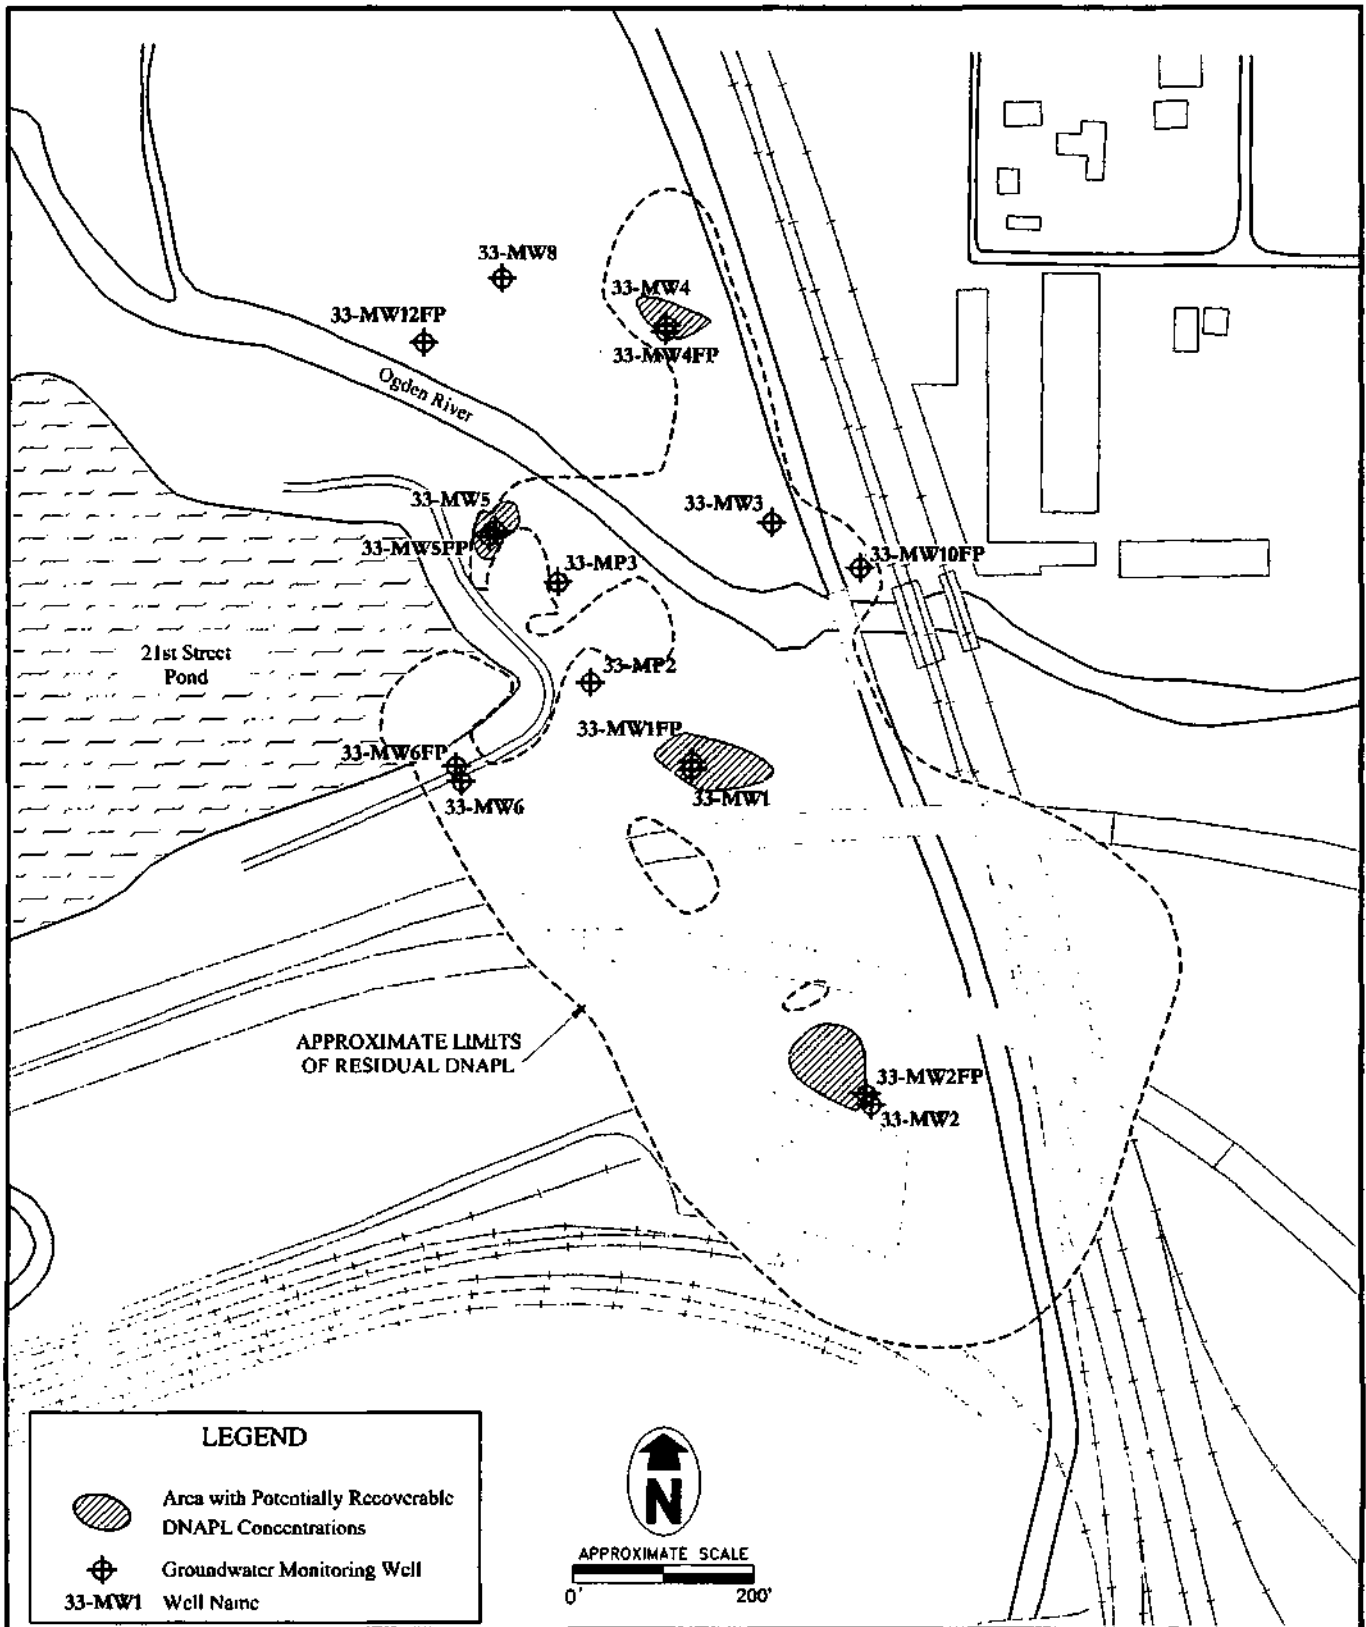 33-MW8
33-MW4
33-MW12FP
33-MW4FP
Ogden River
33-MW5
33-MW3
33-MW5FP
33-MP3
33-MW10FP
21st Street
Pond
33-MP2
33-MW1FP
33-MW6FP
33-MW1
33-MW6
APPROXIMATE LIMITS
OF RESIDUAL DNAPL
33-MW2FP
33-MW2
LEGEND
Area with Potentially Recoverable
DNAPL Concentrations
Groundwater Monitoring Well
33-MW1 Well Name
N
APPROXIMATE SCALE
0' 200'